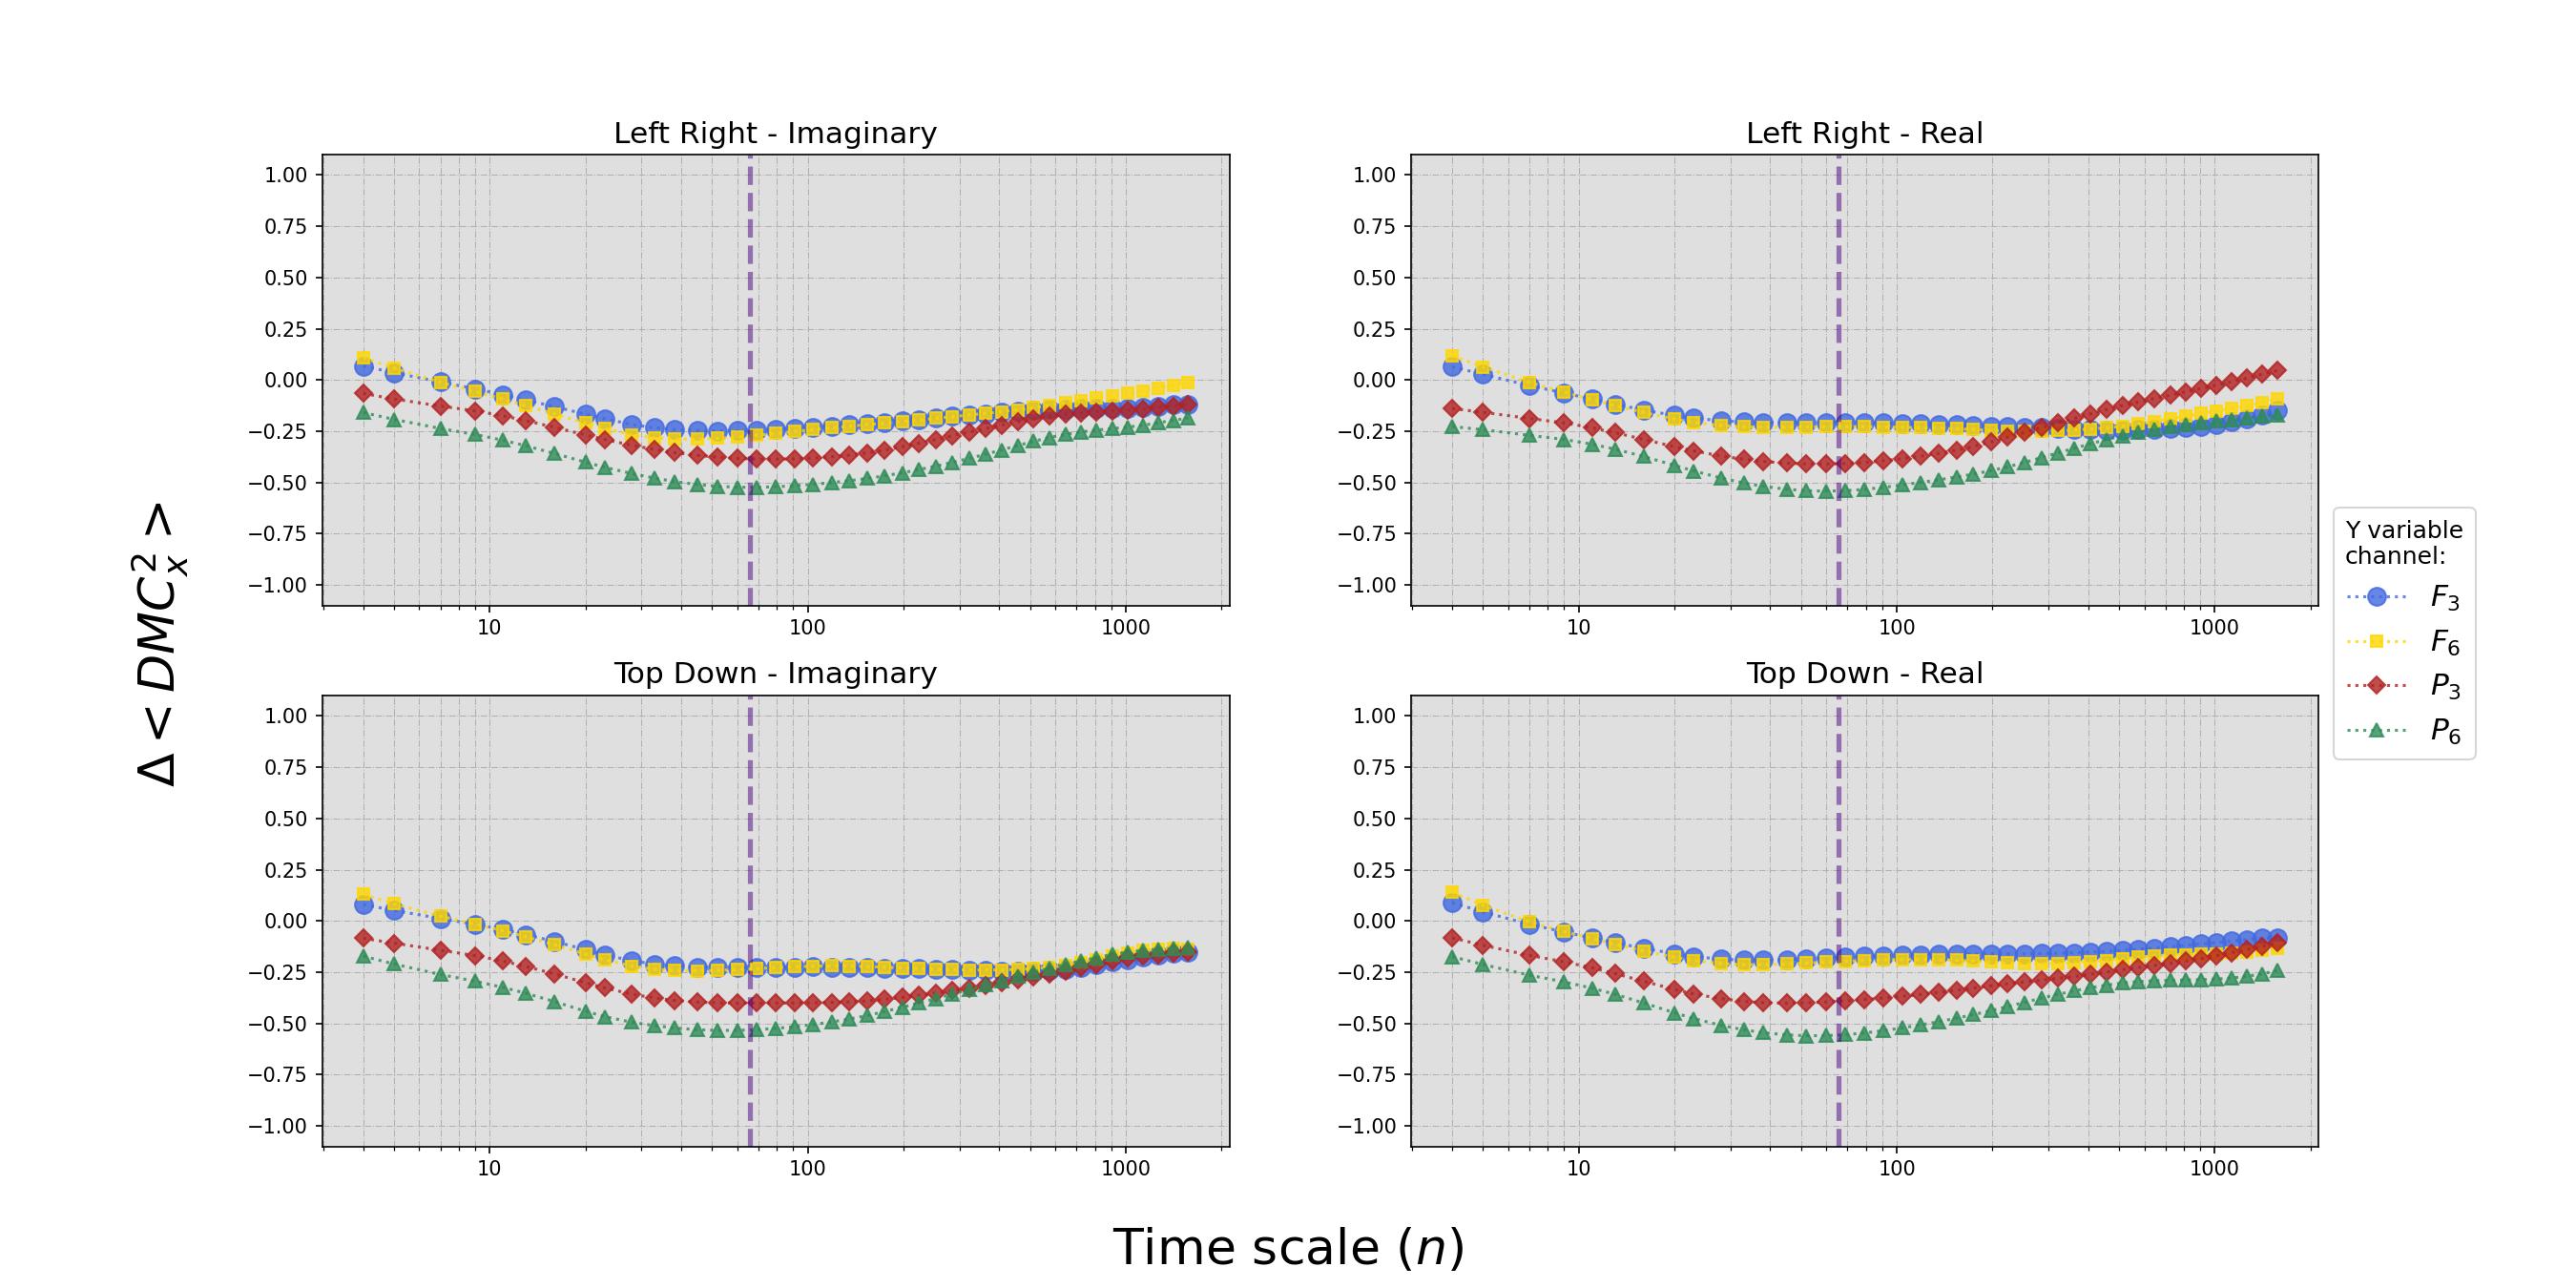 Left Right - Imaginary
1.00
0.75
0.50
0.25
0.00
−0.25
−0.50
−0.75
−1.00
10 100 1000
Left Right - Real
1.00
0.75
0.50
0.25
0.00
−0.25
−0.50
−0.75
−1.00
10 100 1000
Top Down - Imaginary
1.00
0.75
0.50
0.25
0.00
−0.25
−0.50
−0.75
−1.00
10 100 1000
Top Down - Real
1.00
0.75
0.50
0.25
0.00
−0.25
−0.50
−0.75
−1.00
10 100 1000
Δ < DMC²ₓ >
Time scale (n)
Y variable
channel:
F₃
F₆
P₃
P₆